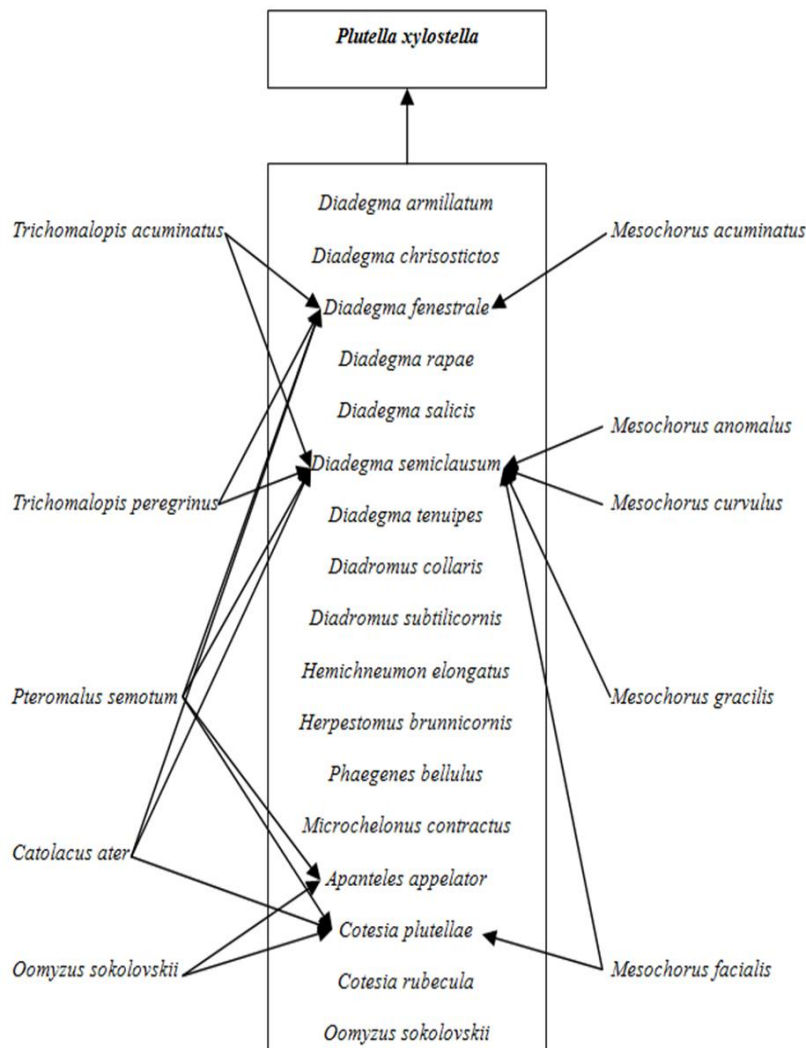 Plutella xylostella
Diadegma armillatum
Trichomalopis acuminatus
Mesochorus acuminatus
Diadegma chrisostictos
Diadegma fenestrale
Diadegma rapae
Diadegma salicis
Mesochorus anomalus
Diadegma semiclausum
Trichomalopis peregrinus
Mesochorus curvulus
Diadegma tenuipes
Diadromus collaris
Diadromus subtilicornis
Hemichneumon elongatus
Pteromalus semotum
Mesochorus gracilis
Herpestomus brunnicornis
Phaegenes bellulus
Microchelonus contractus
Catolacus ater
Apanteles appelator
Cotesia plutellae
Oomyzus sokolovskii
Mesochorus facialis
Cotesia rubecula
Oomyzus sokolovskii